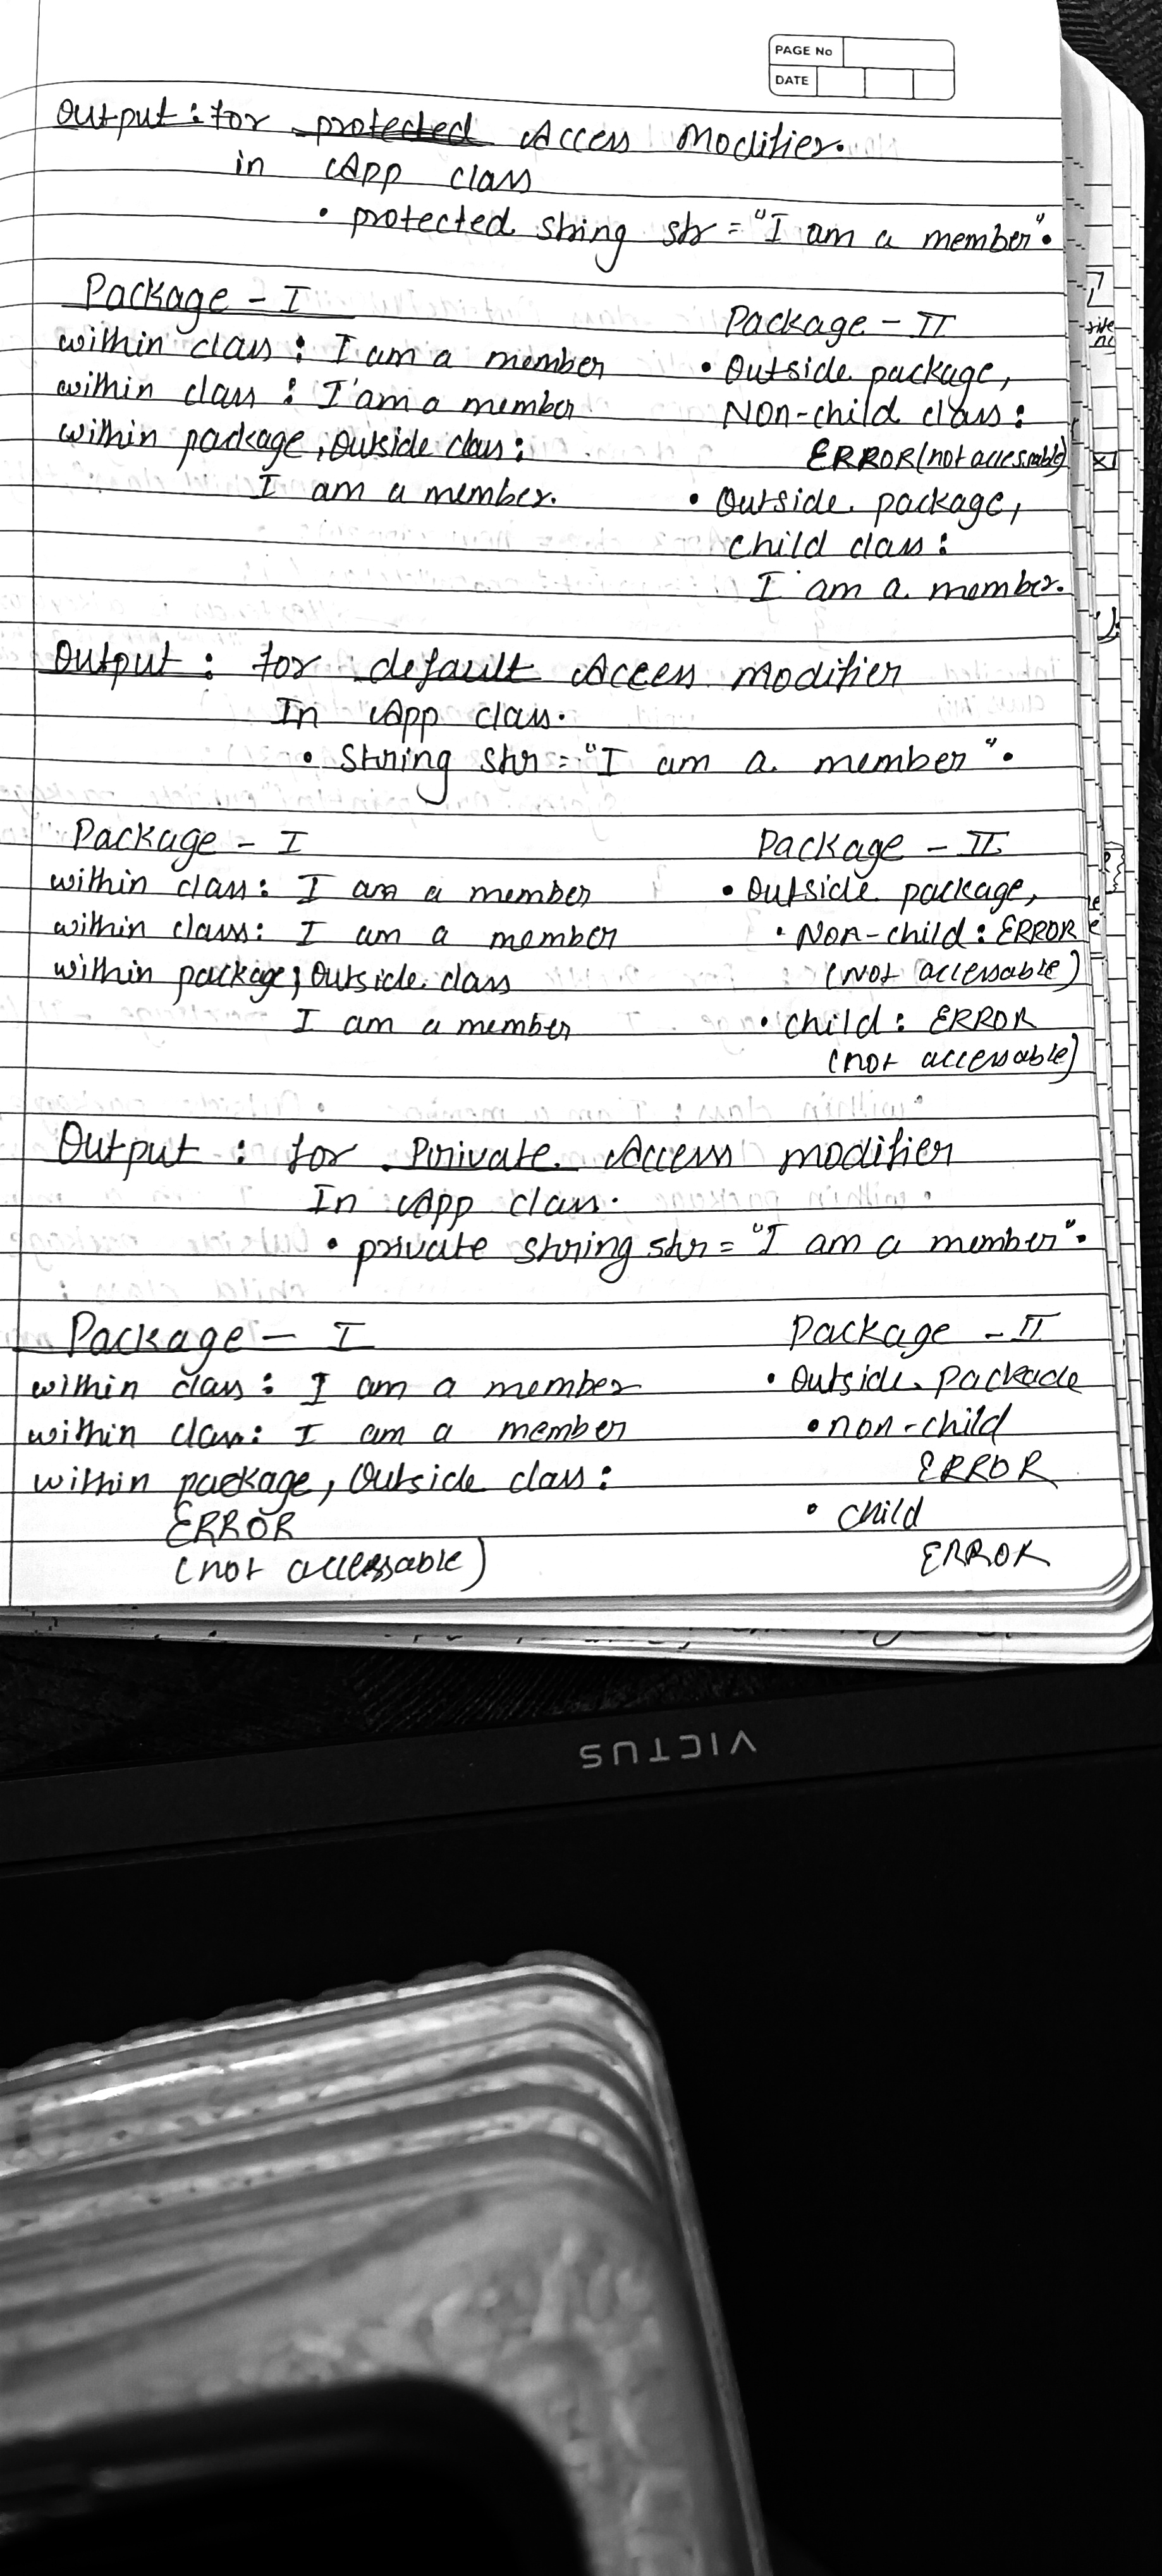 PAGE No
DATE
Output : for protected Access Modifier.
in App class
• protected string str = "I am a member".
Package - I
within class : I am a member
within class : I am a member
within package, outside class :
I am a member.
Package - II
• Outside package,
Non-child class :
ERROR (not accessable)
• Outside package,
child class :
I am a member.
Output : for default Access modifier
In App class.
• String str = "I am a member".
Package - I
within class : I am a member
within class : I am a member
within package, outside class
I am a member
Package - II
• outside package,
• Non-child : ERROR
(not accessable)
• child : ERROR
(not accessable)
Output : for Private Access modifier
In App class.
• private string str = "I am a member".
Package - I
within class : I am a member
within class : I am a member
within package, outside class :
ERROR
(not accessable)
Package - II
• outside packade
• non-child
ERROR
• child
ERROR
VICTUS